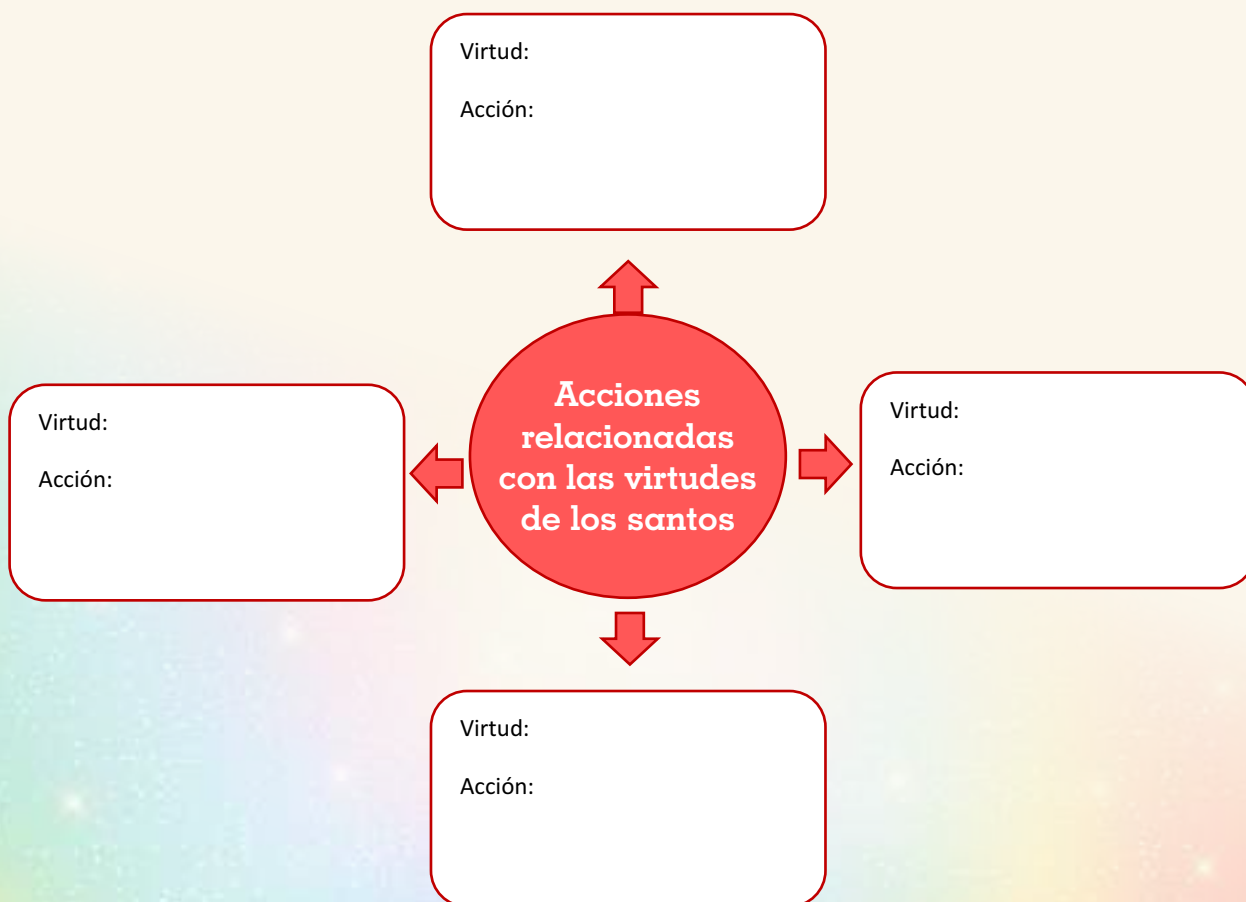 Virtud:
Acción:
Virtud:
Acción:
Acciones
relacionadas
con las virtudes
de los santos
Virtud:
Acción:
Virtud:
Acción: